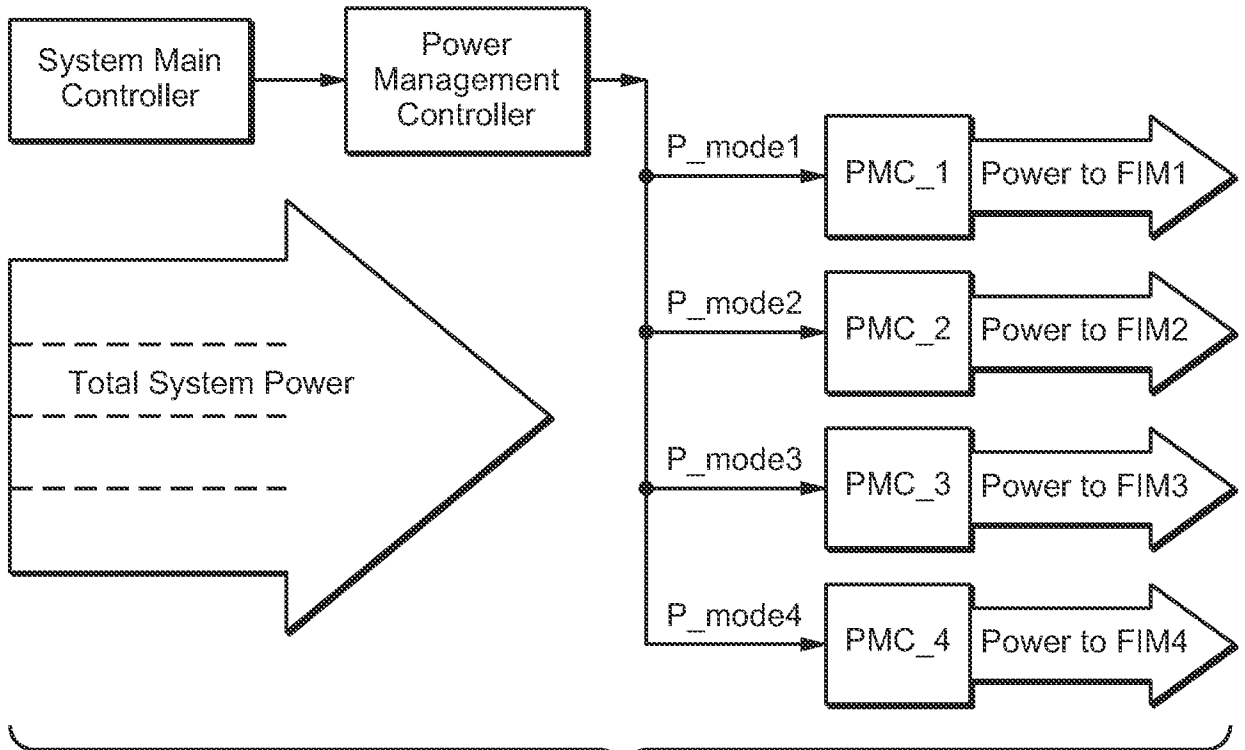 System Main
Controller
Power
Management
Controller
P_mode1
PMC_1
Power to FIM1
P_mode2
PMC_2
Power to FIM2
Total System Power
P_mode3
PMC_3
Power to FIM3
P_mode4
PMC_4
Power to FIM4